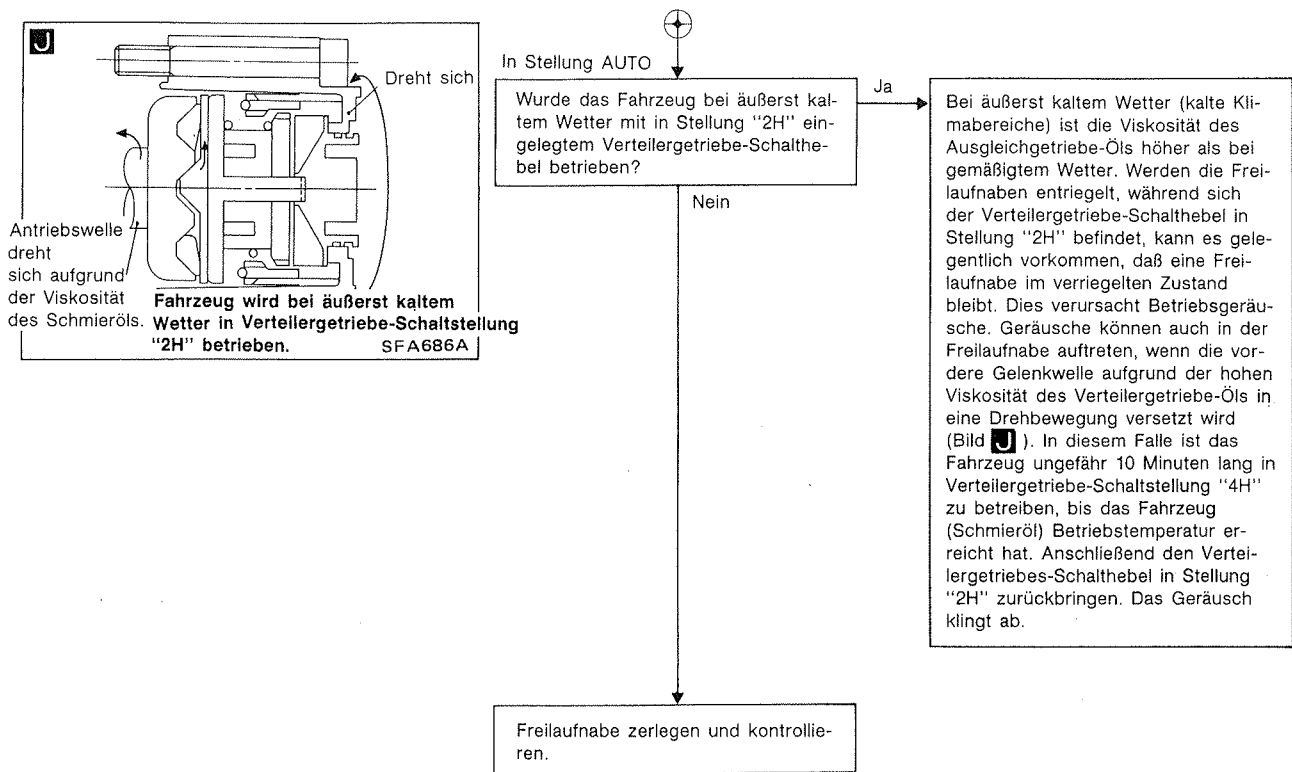 J
Dreht sich
Antriebswelle
dreht
sich aufgrund
der Viskosität
des Schmieröls.
Fahrzeug wird bei äußerst kaltem
Wetter in Verteilergetriebe-Schaltstellung
"2H" betrieben.
SFA686A
In Stellung AUTO
Wurde das Fahrzeug bei äußerst kal-
tem Wetter mit in Stellung "2H" ein-
gelegtem Verteilergetriebe-Schalthe-
bel betrieben?
Ja
Nein
Bei äußerst kaltem Wetter (kalte Kli-
mabereiche) ist die Viskosität des
Ausgleichgetriebe-Öls höher als bei
gemäßigtem Wetter. Werden die Frei-
laufnaben entriegelt, während sich
der Verteilergetriebe-Schalthebel in
Stellung "2H" befindet, kann es gele-
gentlich vorkommen, daß eine Frei-
laufnabe im verriegelten Zustand
bleibt. Dies verursacht Betriebsgeräu-
sche. Geräusche können auch in der
Freilaufnabe auftreten, wenn die vor-
dere Gelenkwelle aufgrund der hohen
Viskosität des Verteilergetriebe-Öls in
eine Drehbewegung versetzt wird
(Bild J ). In diesem Falle ist das
Fahrzeug ungefähr 10 Minuten lang in
Verteilergetriebe-Schaltstellung "4H"
zu betreiben, bis das Fahrzeug
(Schmieröl) Betriebstemperatur er-
reicht hat. Anschließend den Vertei-
lergetriebes-Schalthebel in Stellung
"2H" zurückbringen. Das Geräusch
klingt ab.
Freilaufnabe zerlegen und kontrollie-
ren.